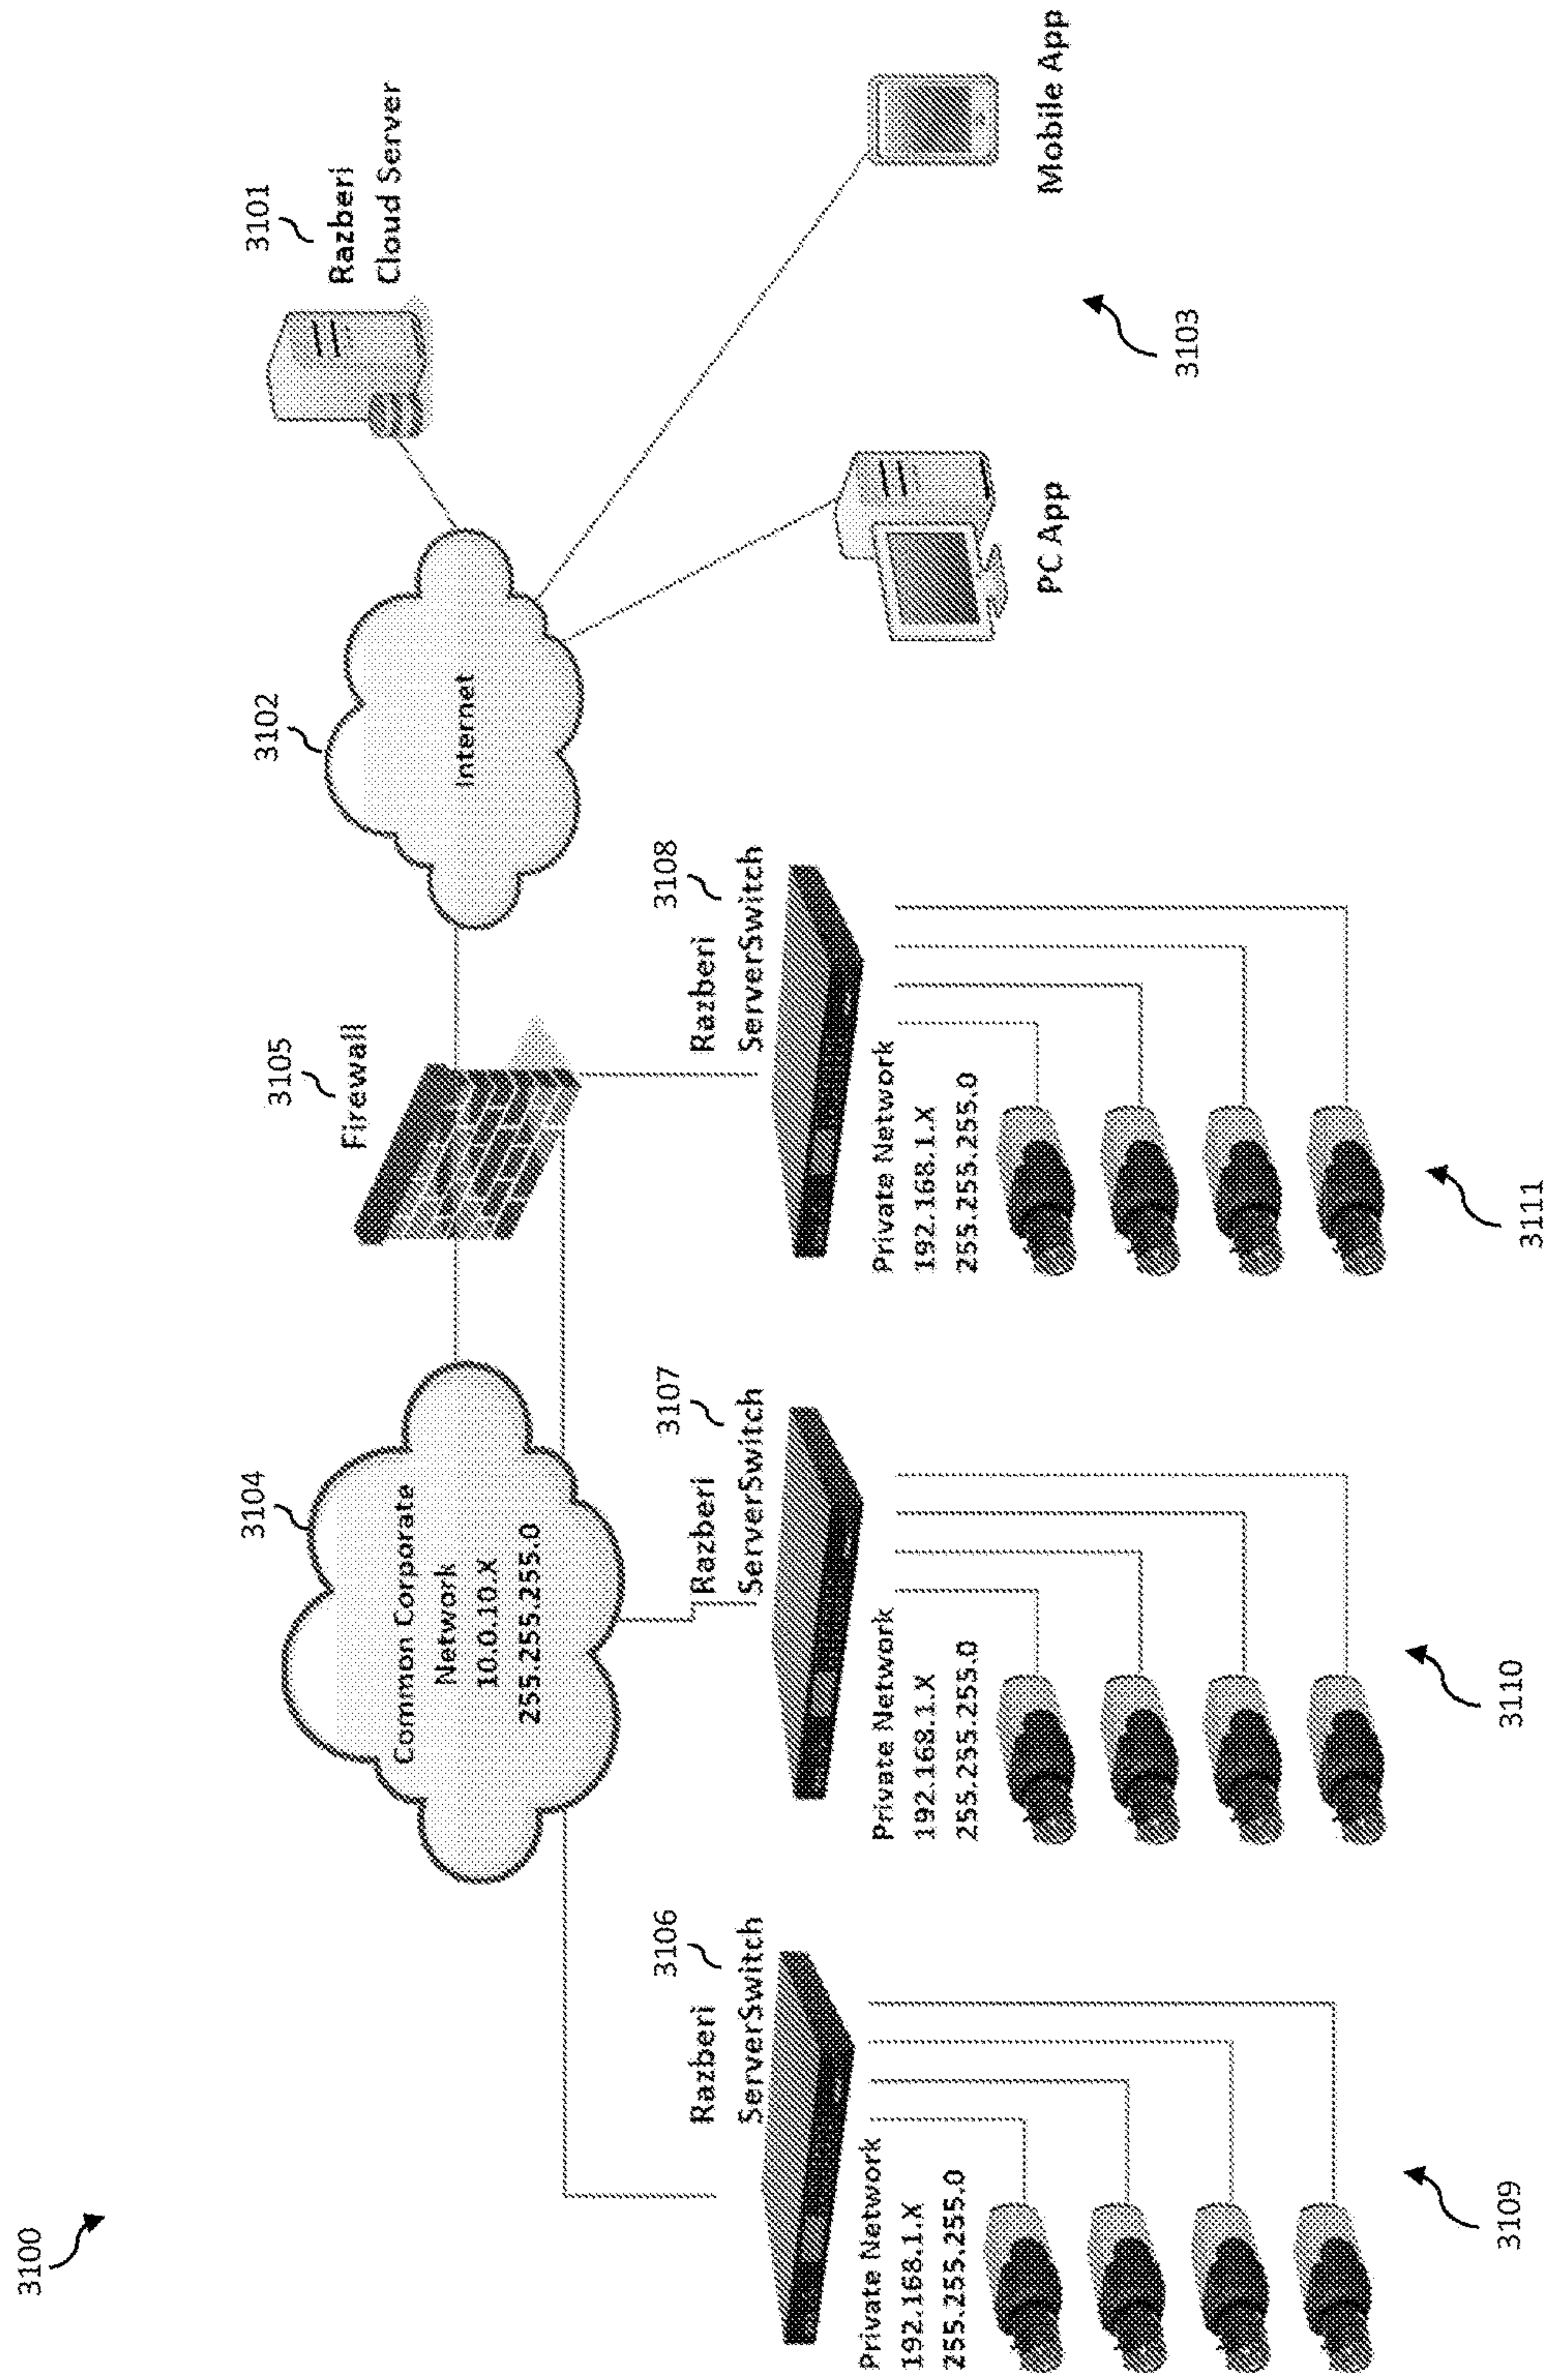 3100
3101
Razberi
Cloud Server
3102
Internet
3105
Firewall
3104
Common Corporate
Network
10.0.10.X
255.255.255.0
3106
Razberi
ServerSwitch
3107
Razberi
ServerSwitch
3108
Razberi
ServerSwitch
Private Network
192.168.1.X
255.255.255.0
Private Network
192.168.1.X
255.255.255.0
Private Network
192.168.1.X
255.255.255.0
PC App
Mobile App
3103
3109
3110
3111